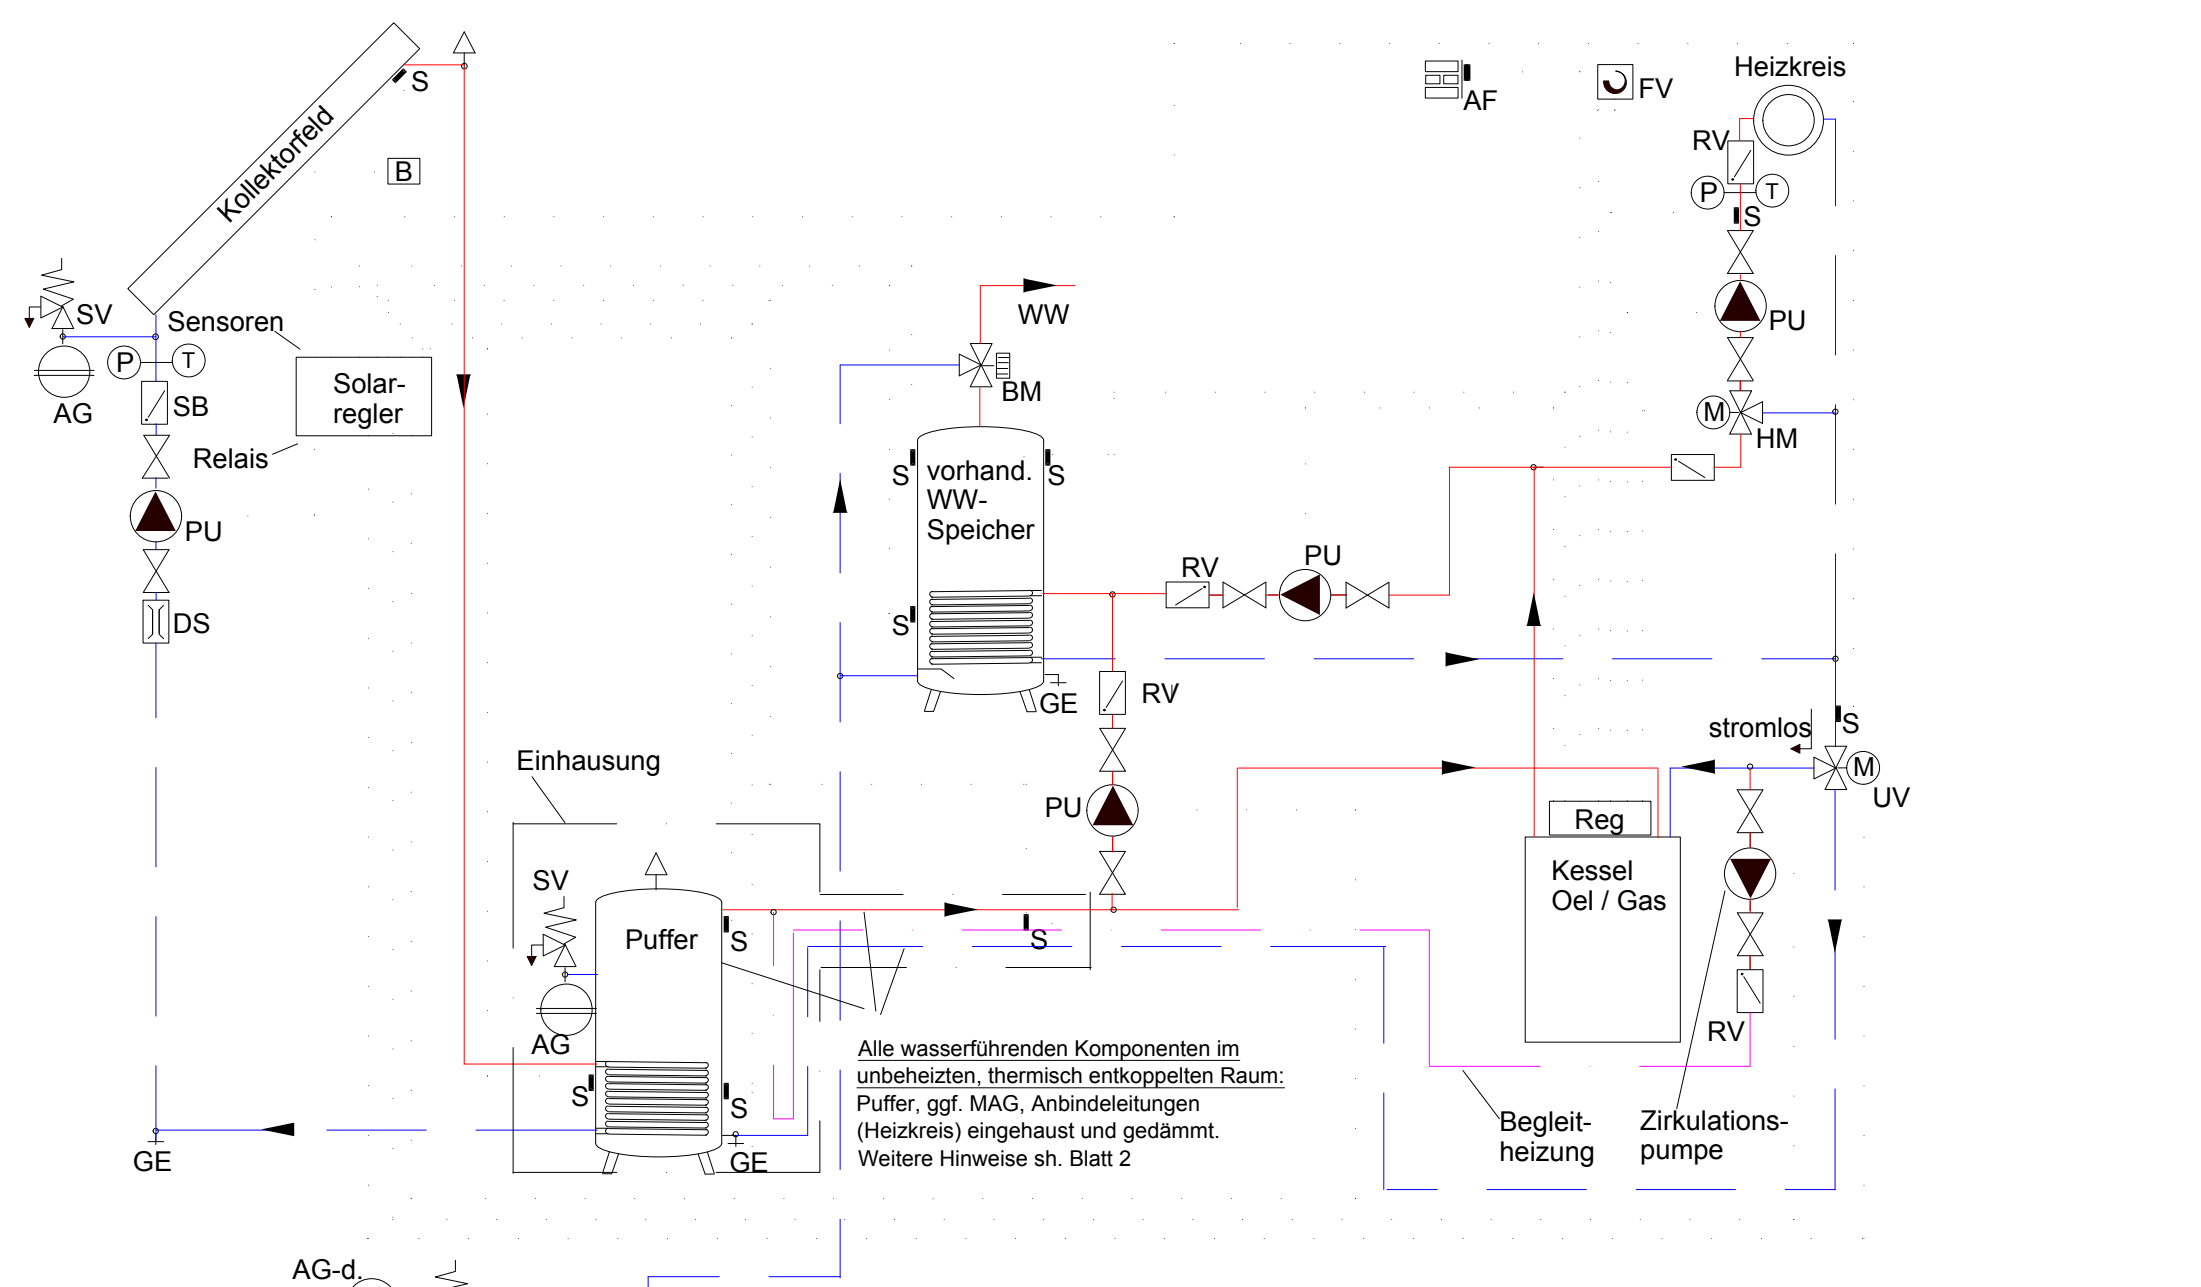 Kollektorfeld
S
B
AF
FV
Heizkreis
RV
P
T
S
PU
M
HM
SV
Sensoren
P
T
AG
SB
Solar-
regler
Relais
PU
DS
WW
BM
S
S
vorhand.
WW-
Speicher
S
GE
RV
PU
RV
PU
stromlos
S
M
UV
Reg
Kessel
Oel / Gas
RV
Einhausung
SV
Puffer
S
S
AG
S
S
GE
GE
Alle wasserführenden Komponenten im
unbeheizten, thermisch entkoppelten Raum:
Puffer, ggf. MAG, Anbindeleitungen
(Heizkreis) eingehaust und gedämmt.
Weitere Hinweise sh. Blatt 2
Begleit-
heizung
Zirkulations-
pumpe
AG-d.